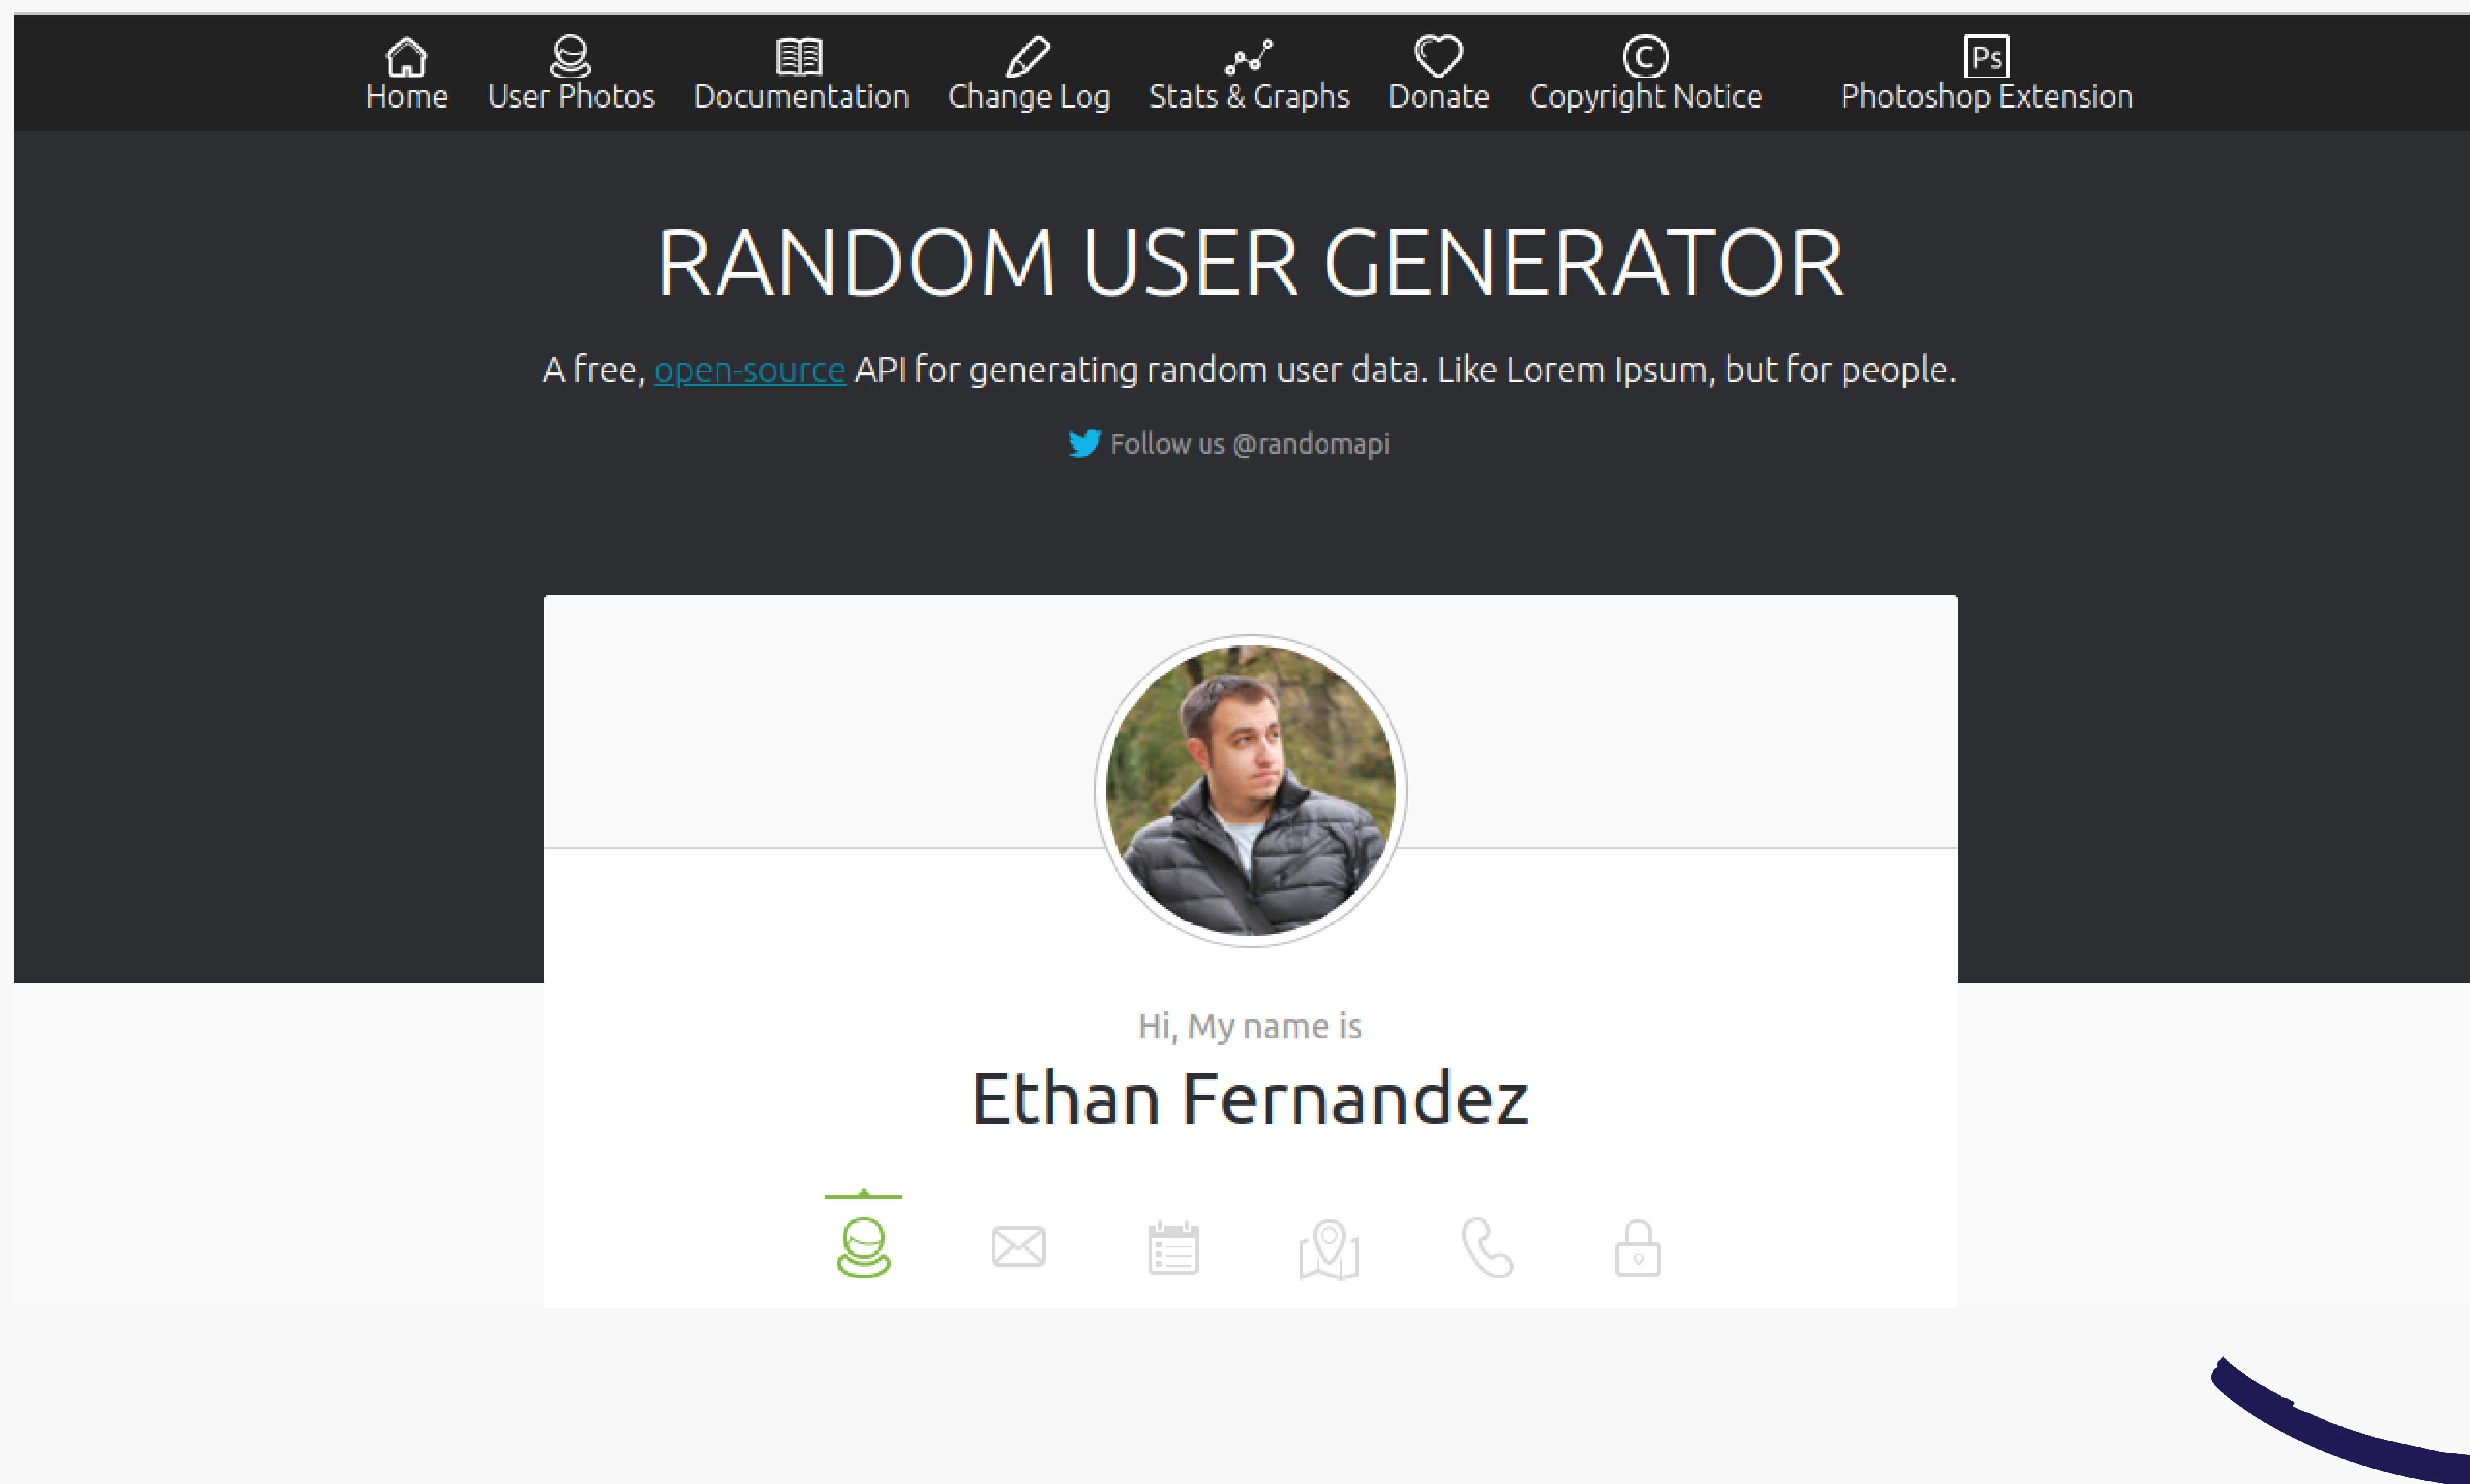 Home User Photos Documentation Change Log Stats & Graphs Donate Copyright Notice Photoshop Extension
RANDOM USER GENERATOR
A free, open-source API for generating random user data. Like Lorem Ipsum, but for people.
Follow us @randomapi
Hi, My name is
Ethan Fernandez